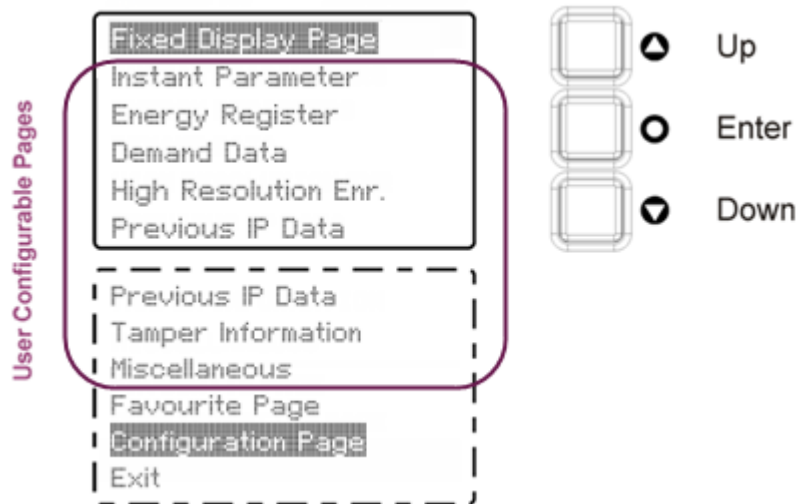 User Configurable Pages
Fixed Display Page
Instant Parameter
Energy Register
Demand Data
High Resolution Enr.
Previous IP Data
Previous IP Data
Tamper Information
Miscellaneous
Favourite Page
Configuration Page
Exit
Up
Enter
Down